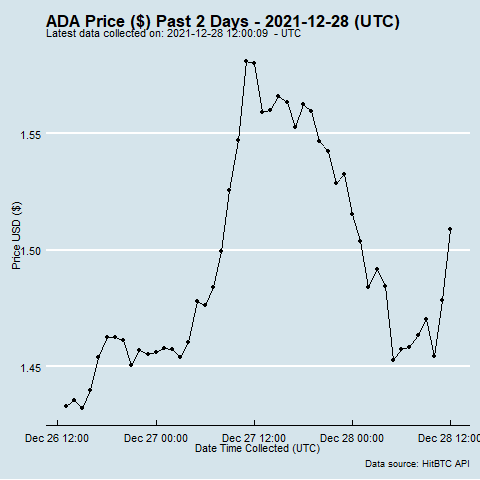 ADA Price ($) Past 2 Days - 2021-12-28 (UTC)
Latest data collected on: 2021-12-28 12:00:09 - UTC
1.55
1.50
1.45
Price USD ($)
Dec 26 12:00 Dec 27 00:00 Dec 27 12:00 Dec 28 00:00 Dec 28 12:00
Date Time Collected (UTC)
Data source: HitBTC API